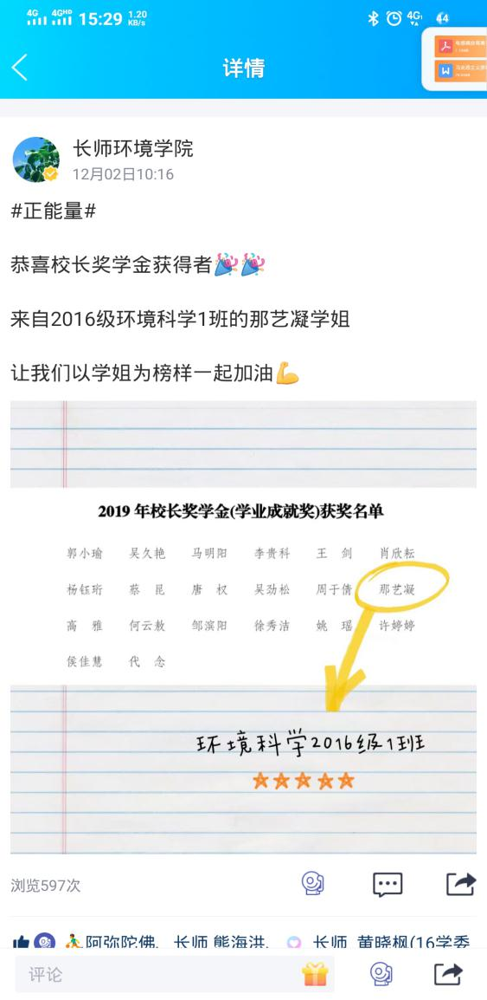 4G 4GHD 15:29 1.20 KB/s 4G 44
详情
长师环境学院
12月02日10:16
#正能量#
恭喜校长奖学金获得者🎉🎉
来自2016级环境科学1班的那艺凝学姐
让我们以学姐为榜样一起加油💪
2019年校长奖学金(学业成就奖)获奖名单
郭小瑜 吴久艳 马明阳 李贵科 王 剑 肖欣耘
杨钰珩 蔡 昆 唐 权 吴劲松 周于倩 那艺凝
高 雅 何云敖 邹滨阳 徐秀洁 姚 瑶 许婷婷
侯佳慧 代 念
环境科学2016级1班
浏览597次
阿弥陀佛、 长师 熊海洪、 长师 黄晓枫(16学委
评论